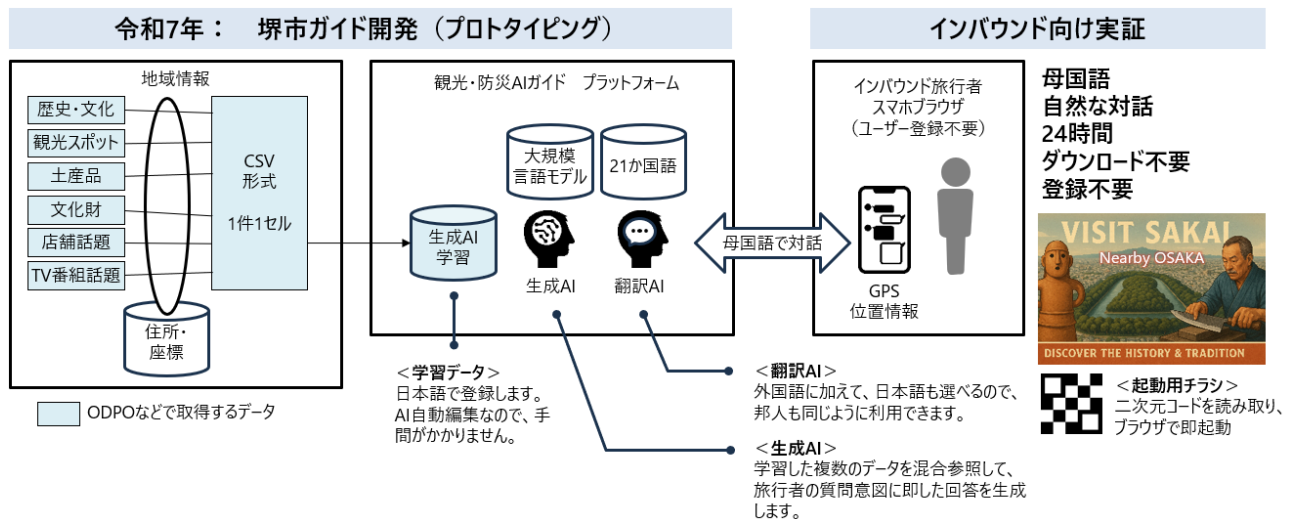 令和7年： 堺市ガイド開発（プロトタイピング）
インバウンド向け実証
地域情報
歴史・文化
観光スポット
土産品
文化財
店舗話題
TV番組話題
CSV
形式
1件1セル
住所・
座標
ODPOなどで取得するデータ
観光・防災AIガイド プラットフォーム
大規模
言語モデル
21か国語
生成AI
学習
生成AI
翻訳AI
母国語で対話
＜学習データ＞
日本語で登録します。
AI自動編集なので、手
間がかかりません。
インバウンド旅行者
スマホブラウザ
（ユーザー登録不要）
GPS
位置情報
＜翻訳AI＞
外国語に加えて、日本語も選べるので、
邦人も同じように利用できます。
＜生成AI＞
学習した複数のデータを混合参照して、
旅行者の質問意図に即した回答を生成
します。
母国語
自然な対話
24時間
ダウンロード不要
登録不要
VISIT SAKAI
Nearby OSAKA
DISCOVER THE HISTORY & TRADITION
＜起動用チラシ＞
二次元コードを読み取り、
ブラウザで即起動